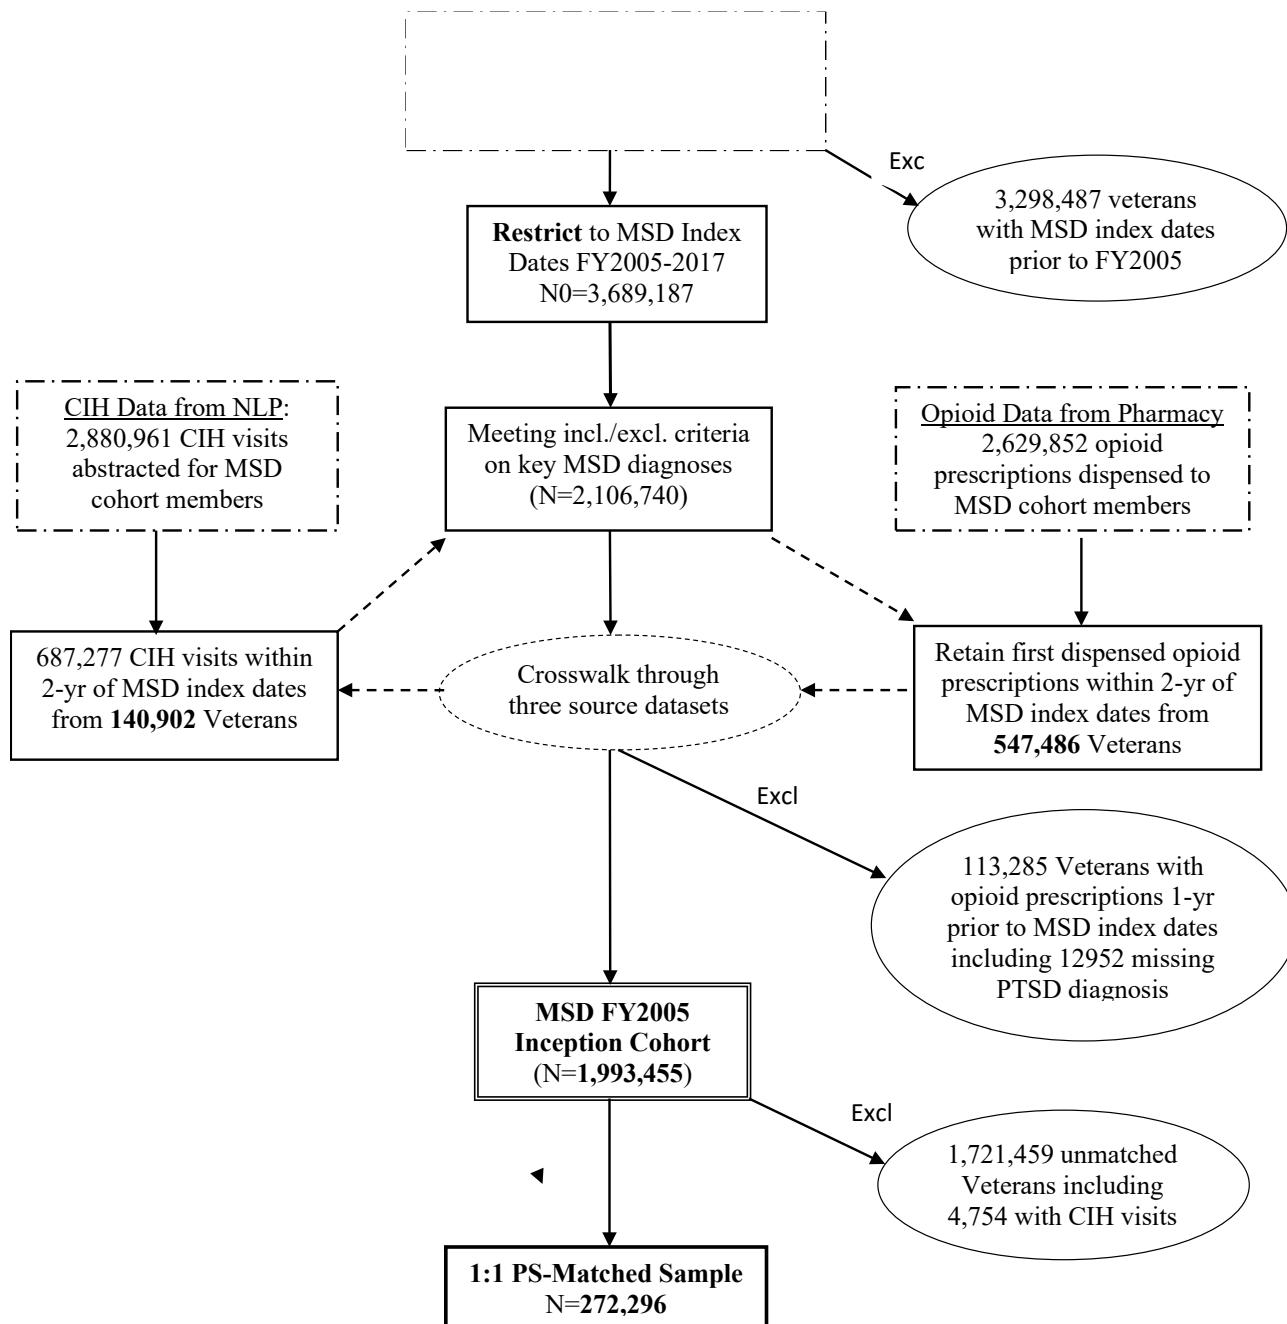 Exc
3,298,487 veterans
with MSD index dates
prior to FY2005
Restrict to MSD Index
Dates FY2005-2017
N0=3,689,187
CIH Data from NLP:
2,880,961 CIH visits
abstracted for MSD
cohort members
Meeting incl./excl. criteria
on key MSD diagnoses
(N=2,106,740)
Opioid Data from Pharmacy
2,629,852 opioid
prescriptions dispensed to
MSD cohort members
687,277 CIH visits within
2-yr of MSD index dates
from 140,902 Veterans
Crosswalk through
three source datasets
Retain first dispensed opioid
prescriptions within 2-yr of
MSD index dates from
547,486 Veterans
Excl
113,285 Veterans with
opioid prescriptions 1-yr
prior to MSD index dates
including 12952 missing
PTSD diagnosis
MSD FY2005
Inception Cohort
(N=1,993,455)
Excl
1,721,459 unmatched
Veterans including
4,754 with CIH visits
1:1 PS-Matched Sample
N=272,296